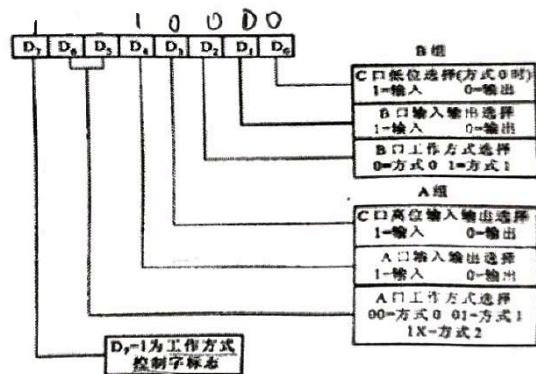 1 1 0 0 0 0
D₇ D₆ D₅ D₄ D₃ D₂ D₁ D₀
B 组
C口低位选择(方式0时)
1=输入 0=输出
B口输入输出选择
1=输入 0=输出
B口工作方式选择
0=方式0 1=方式1
A 组
C口高位输入输出选择
1=输入 0=输出
A口输入输出选择
1=输入 0=输出
A口工作方式选择
00=方式0 01=方式1
1X=方式2
D₇=1为工作方式
控制字标志